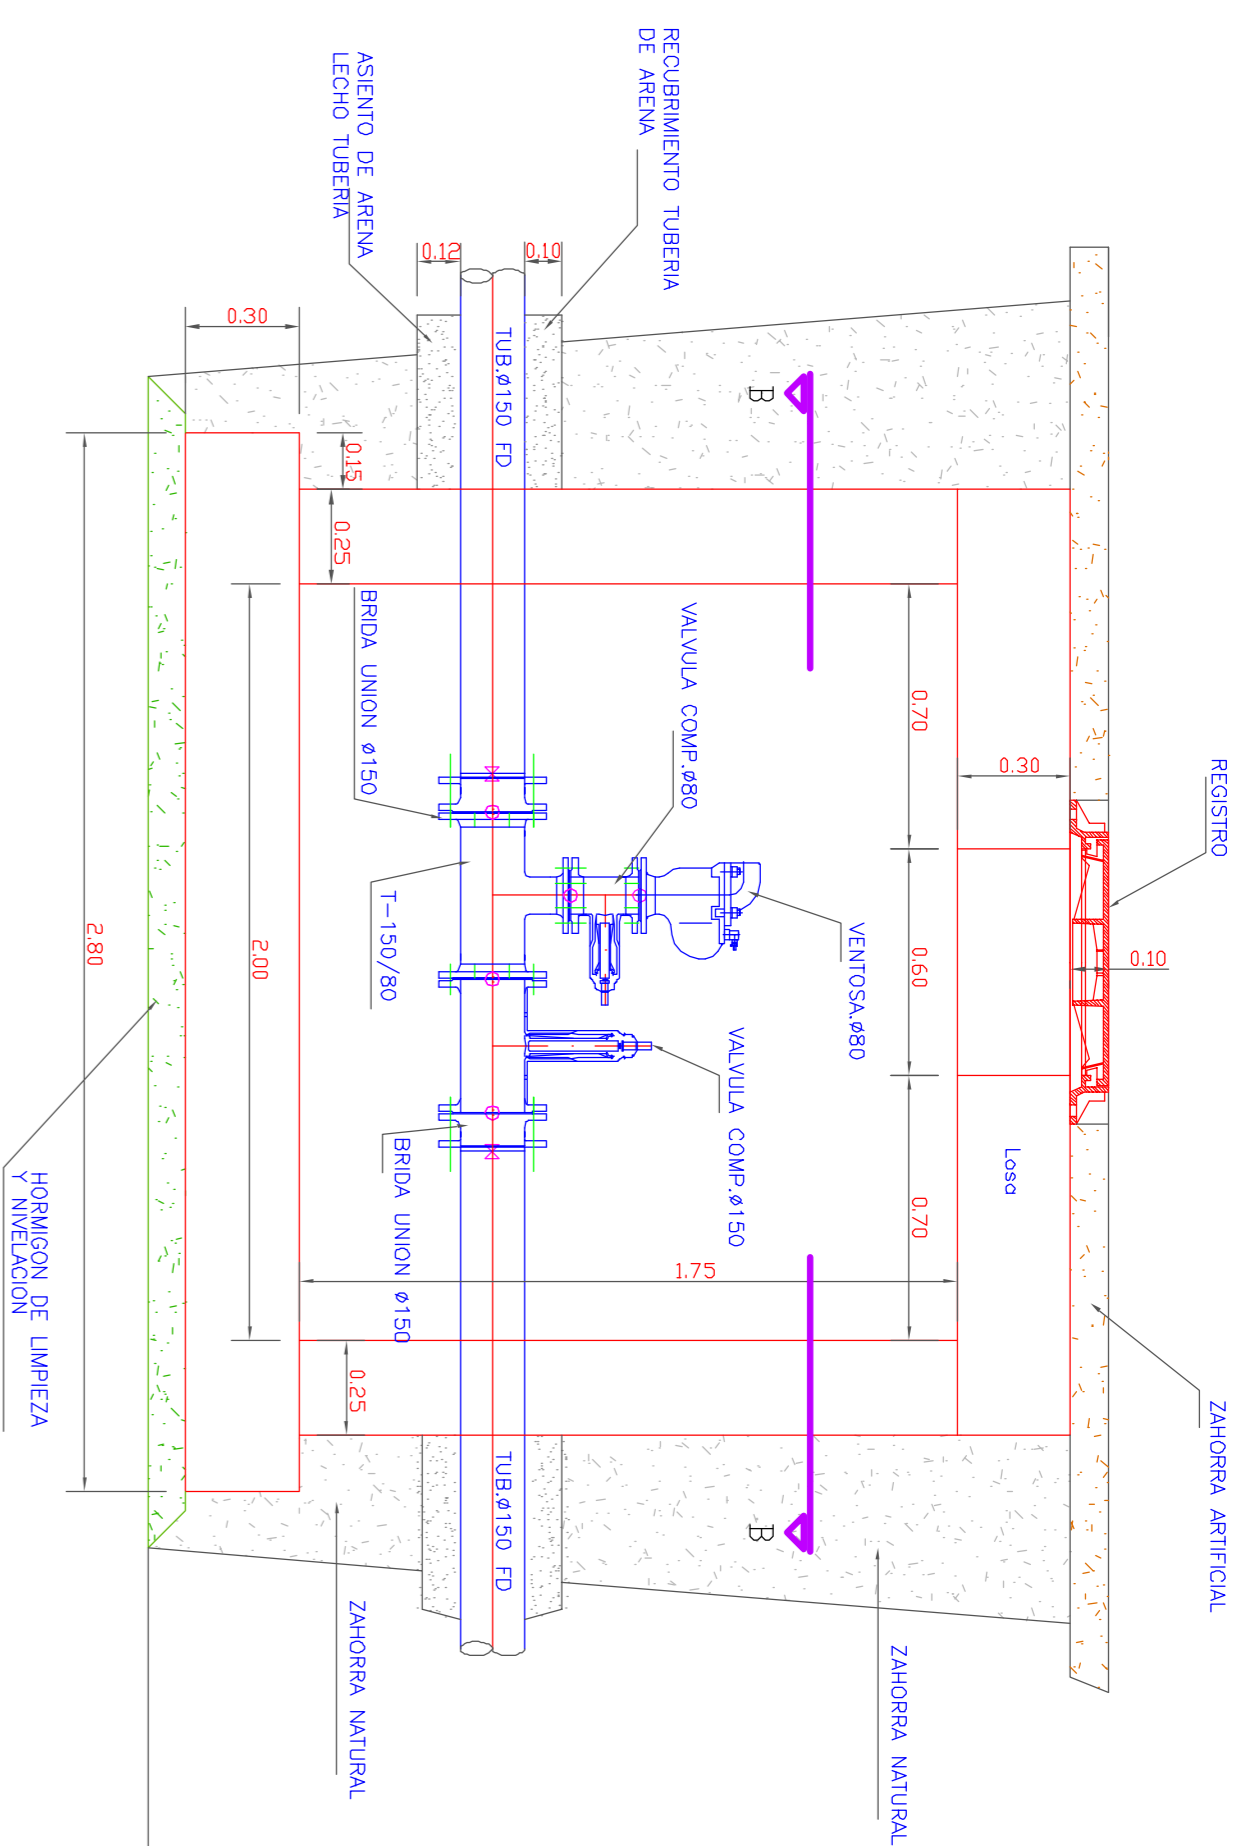 REGISTRO
0.10
ZAHORRA ARTIFICIAL
0.30
Losa
0.70
0.60
0.70
RECUBRIMIENTO TUBERIA
DE ARENA
B
B
VENTOSA.Ø80
VALVULA COMP.Ø80
VALVULA COMP.Ø150
1.75
ZAHORRA NATURAL
ASIENTO DE ARENA
LECHO TUBERIA
0.10
0.12
TUB.Ø150 FD
TUB.Ø150 FD
BRIDA UNION Ø150
T-150/80
BRIDA UNION Ø150
0.15
0.25
0.25
ZAHORRA NATURAL
0.30
2.00
2.80
HORMIGON DE LIMPIEZA
Y NIVELACION